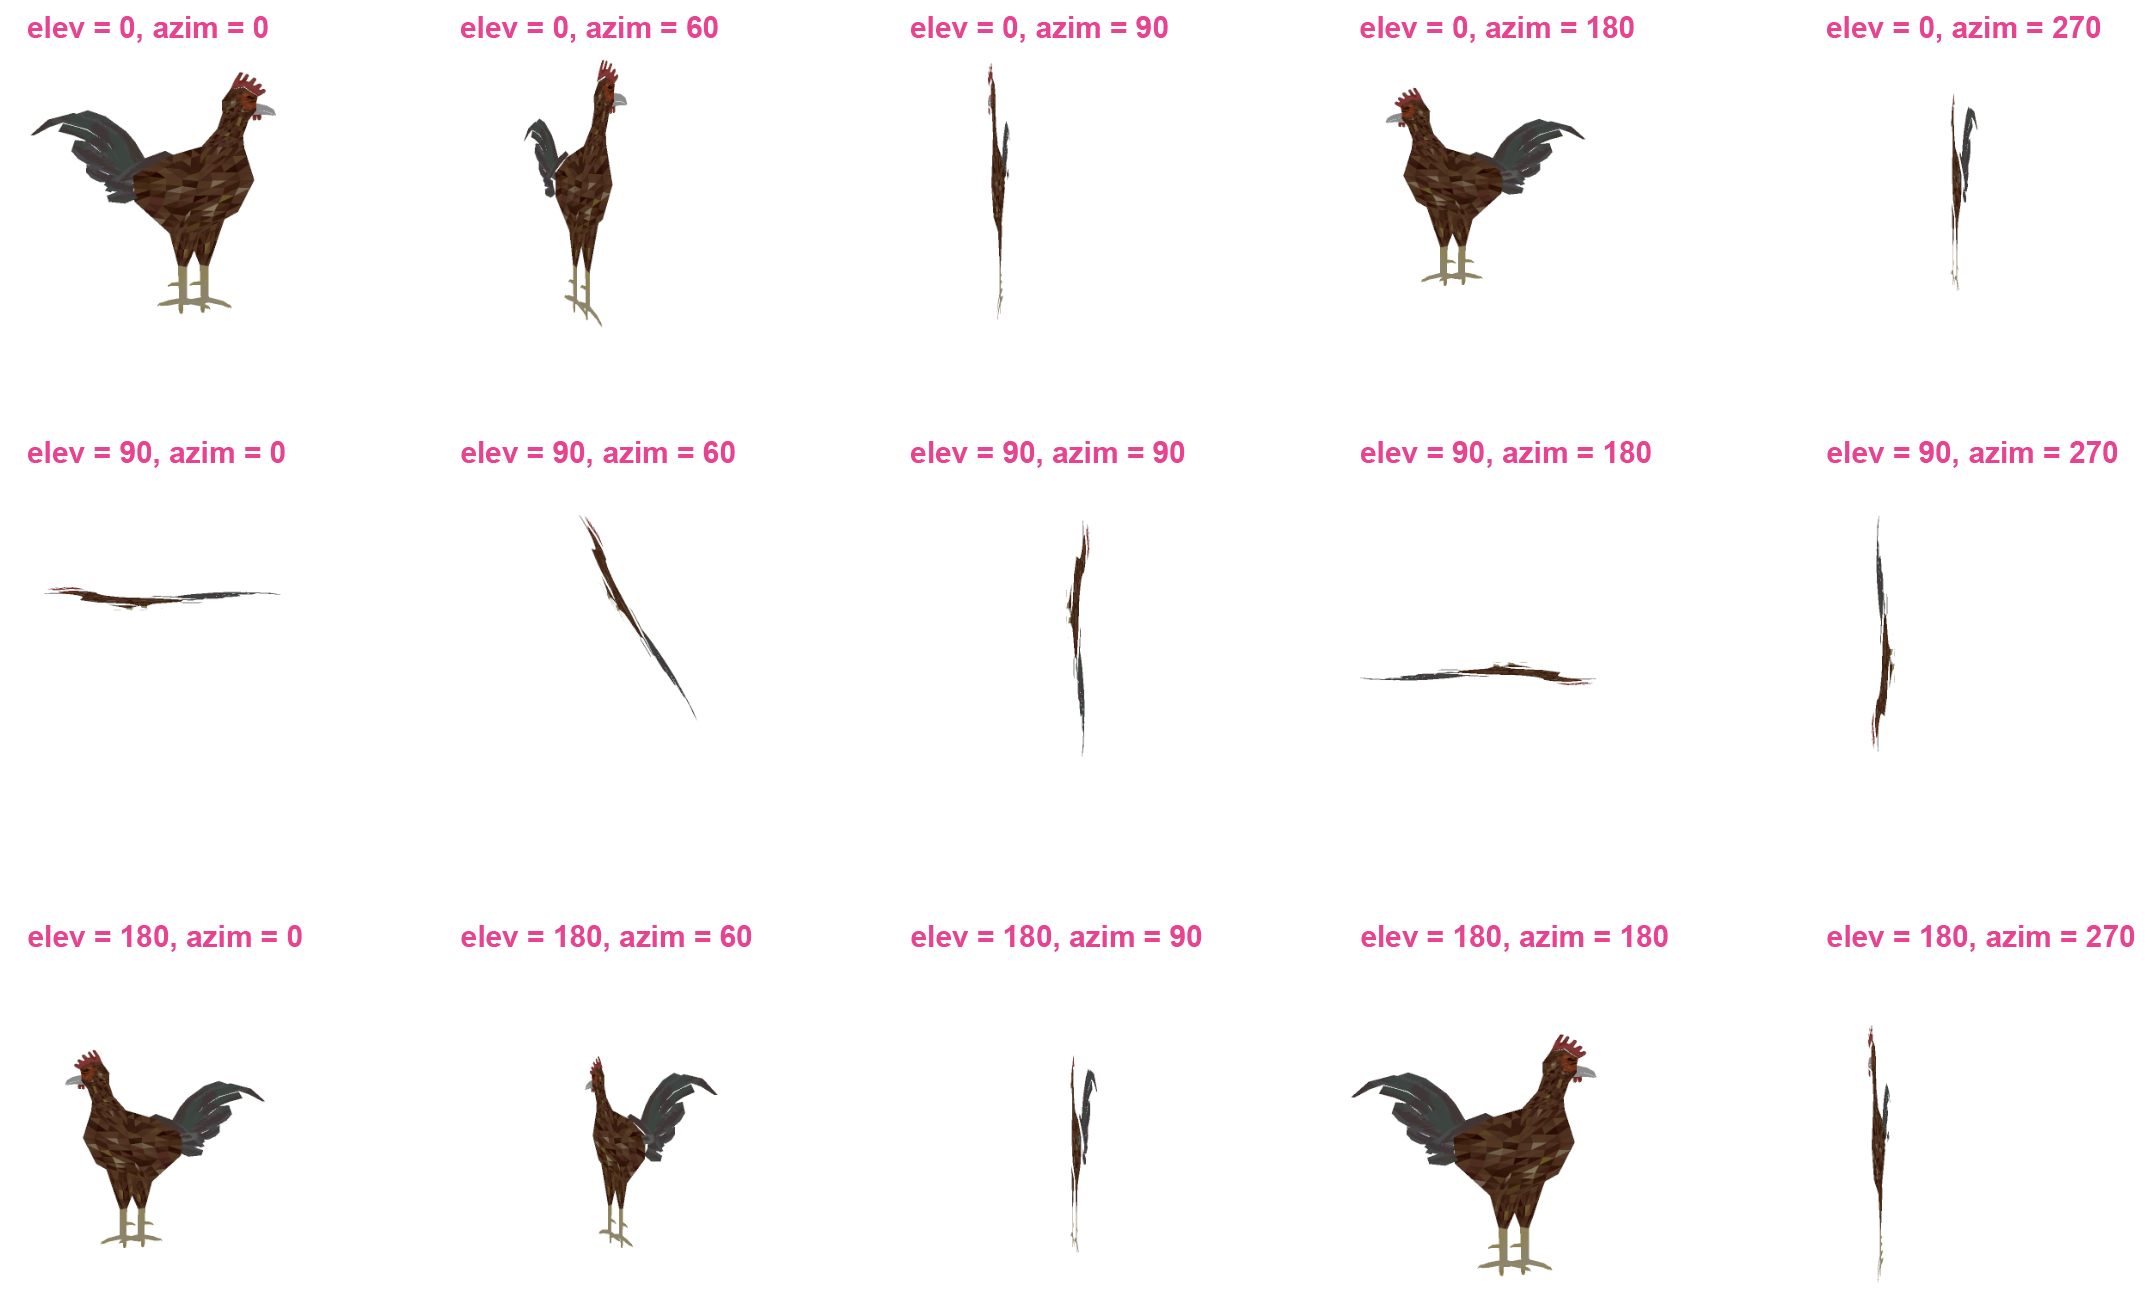 elev = 0, azim = 0
elev = 0, azim = 60
elev = 0, azim = 90
elev = 0, azim = 180
elev = 0, azim = 270
elev = 90, azim = 0
elev = 90, azim = 60
elev = 90, azim = 90
elev = 90, azim = 180
elev = 90, azim = 270
elev = 180, azim = 0
elev = 180, azim = 60
elev = 180, azim = 90
elev = 180, azim = 180
elev = 180, azim = 270